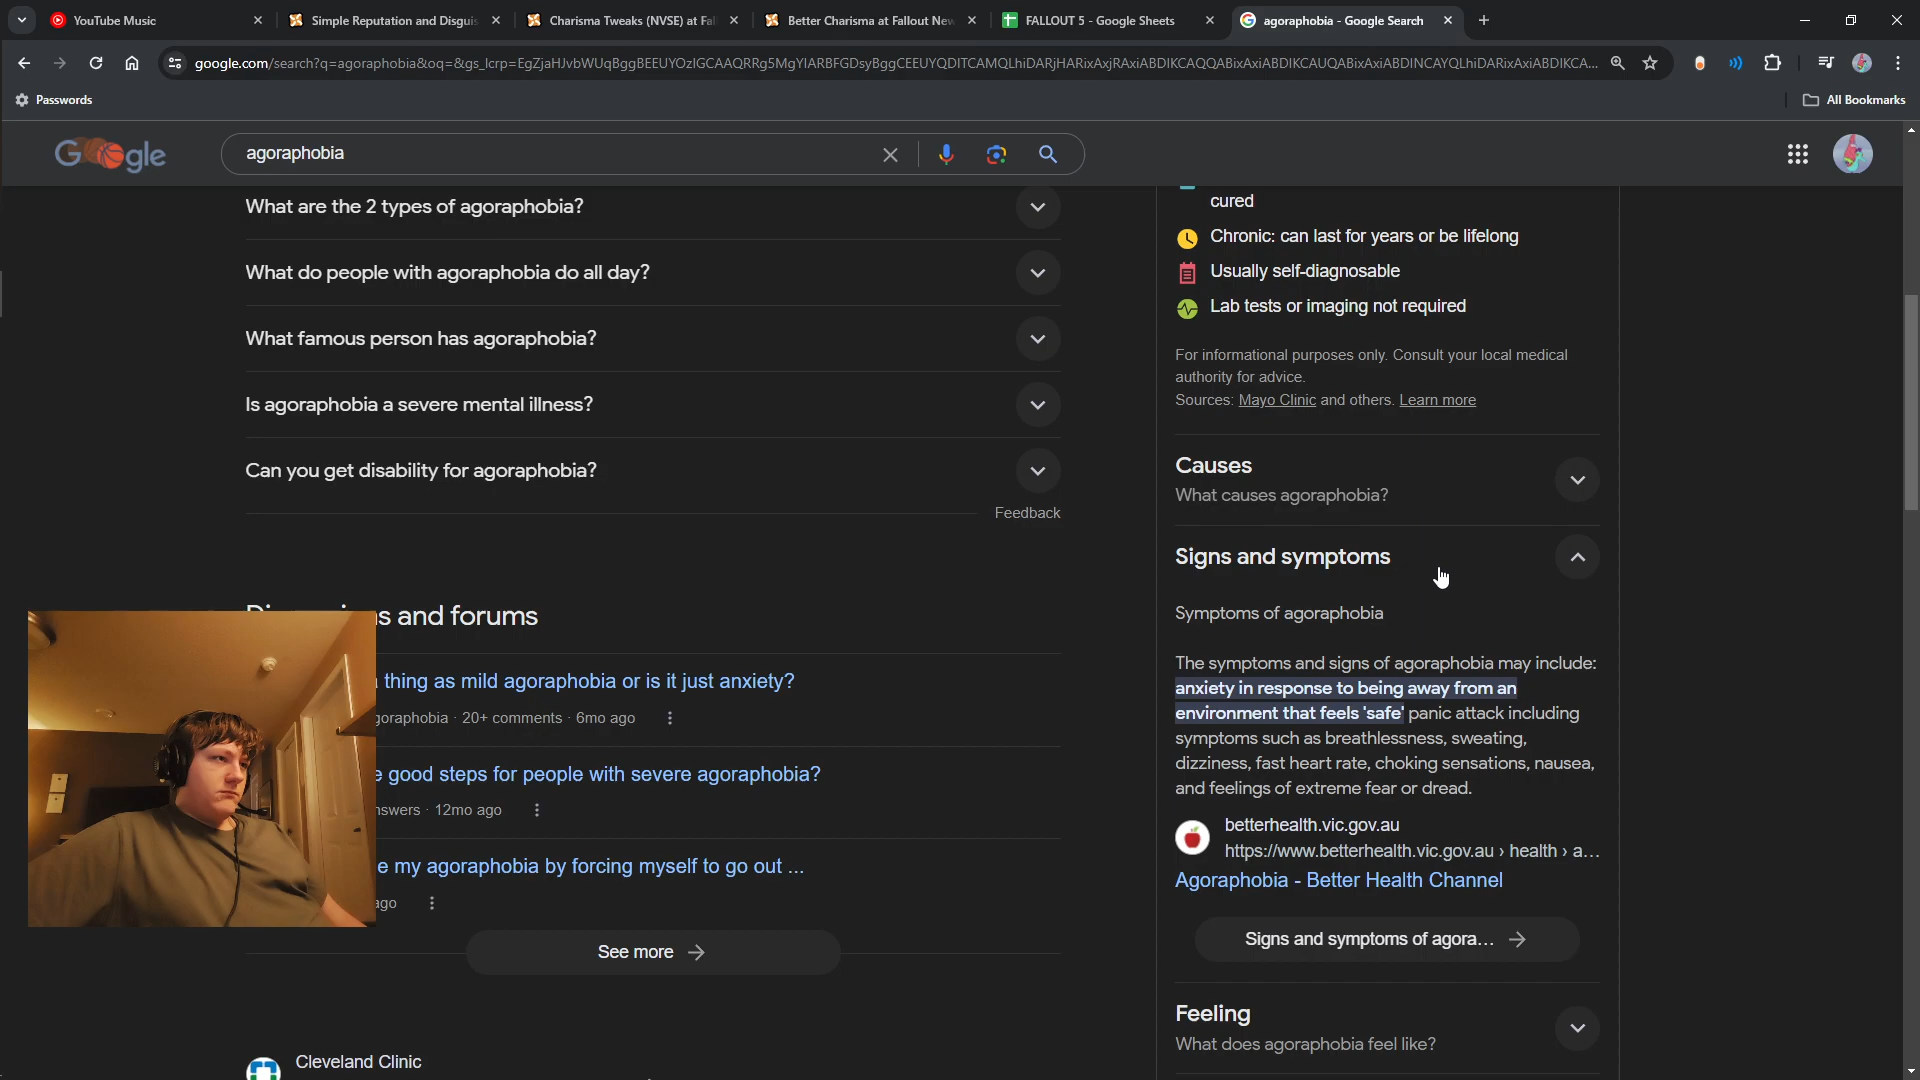 YouTube Music
Simple Reputation and Disguis
Charisma Tweaks (NVSE) at Fal
Better Charisma at Fallout New
FALLOUT 5 - Google Sheets
agoraphobia - Google Search
google.com/search?q=agoraphobia&oq=&gs_lcrp=EgZjaHJvbWUqBggBEEUYOzIGCAAQRRg5MgYIARBFGDsyBggCEEUYQDITCAMQLhiDARjHARixAxjRAxiABDIKCAQQABixAxiABDIKCAUQABixAxiABDINCAYQLhiDARixAxiABDIKCA...
Passwords
All Bookmarks
Google
agoraphobia
What are the 2 types of agoraphobia?
What do people with agoraphobia do all day?
What famous person has agoraphobia?
Is agoraphobia a severe mental illness?
Can you get disability for agoraphobia?
Feedback
s and forums
thing as mild agoraphobia or is it just anxiety?
goraphobia · 20+ comments · 6mo ago
e good steps for people with severe agoraphobia?
nswers · 12mo ago
e my agoraphobia by forcing myself to go out ...
ago
See more
Cleveland Clinic
cured
Chronic: can last for years or be lifelong
Usually self-diagnosable
Lab tests or imaging not required
For informational purposes only. Consult your local medical
authority for advice.
Sources: Mayo Clinic and others. Learn more
Causes
What causes agoraphobia?
Signs and symptoms
Symptoms of agoraphobia
The symptoms and signs of agoraphobia may include:
anxiety in response to being away from an
environment that feels 'safe' panic attack including
symptoms such as breathlessness, sweating,
dizziness, fast heart rate, choking sensations, nausea,
and feelings of extreme fear or dread.
betterhealth.vic.gov.au
https://www.betterhealth.vic.gov.au › health › a...
Agoraphobia - Better Health Channel
Signs and symptoms of agora...
Feeling
What does agoraphobia feel like?